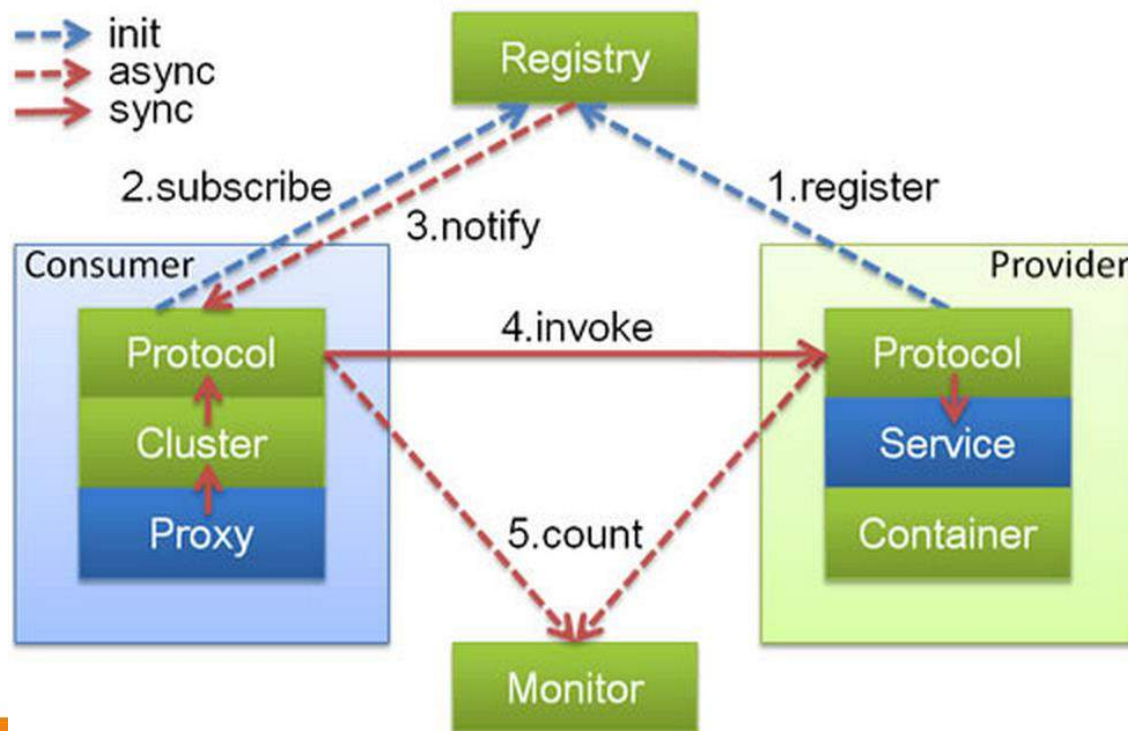 init
async
sync
Registry
2.subscribe
1.register
3.notify
Consumer
Provider
Protocol
4.invoke
Protocol
Cluster
Service
Proxy
5.count
Container
Monitor